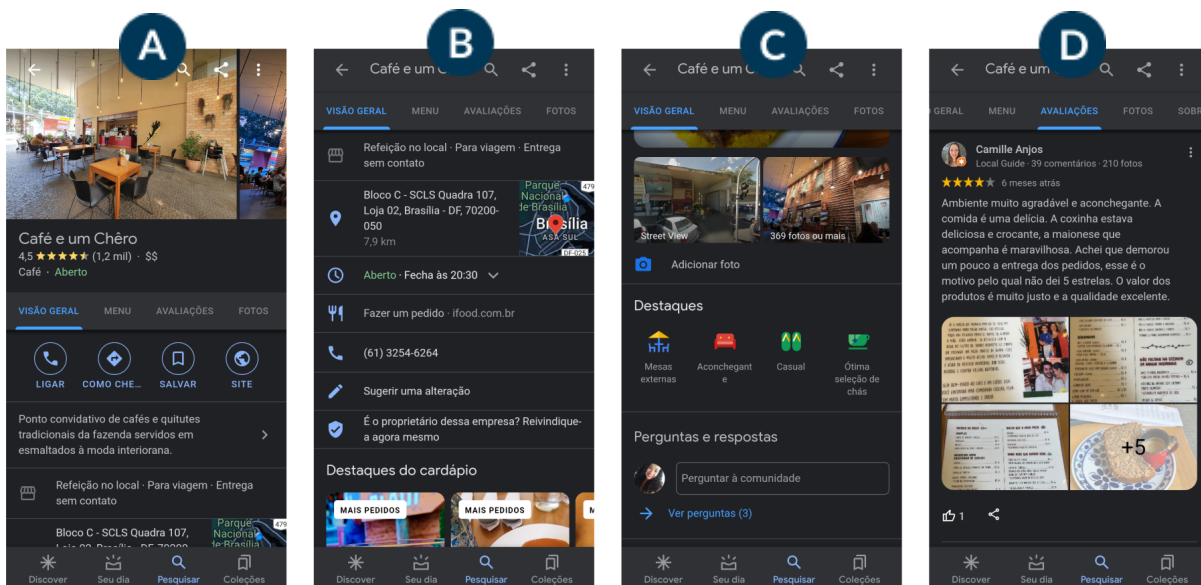 A
Café e um Chêro
4,5 (1,2 mil) · $$
Café · Aberto
VISÃO GERAL MENU AVALIAÇÕES FOTOS
LIGAR COMO CHE... SALVAR SITE
Ponto convidativo de cafés e quitutes
tradicionais da fazenda servidos em
esmaltados à moda interiorana.
Refeição no local · Para viagem · Entrega
sem contato
Bloco C - SCLS Quadra 107,
Parque
Nacional
de Brasília
479
Discover Seu dia Pesquisar Coleções
B
Café e um C
VISÃO GERAL MENU AVALIAÇÕES FOTOS
Refeição no local · Para viagem · Entrega
sem contato
Bloco C - SCLS Quadra 107,
Loja 02, Brasília - DF, 70200-
050
7,9 km
Parque
Nacional
de Brasília
479
Brasília
ASA SUL
DF-025
Aberto · Fecha às 20:30
Fazer um pedido · ifood.com.br
(61) 3254-6264
Sugerir uma alteração
É o proprietário dessa empresa? Reivindique-
a agora mesmo
Destaques do cardápio
MAIS PEDIDOS MAIS PEDIDOS M
Discover Seu dia Pesquisar Coleções
C
Café e um C
VISÃO GERAL MENU AVALIAÇÕES FOTOS
Street View 369 fotos ou mais
Adicionar foto
Destaques
Mesas
externas
Aconchegant
e
Casual
Ótima
seleção de
chás
Perguntas e respostas
Perguntar à comunidade
Ver perguntas (3)
Discover Seu dia Pesquisar Coleções
D
Café e um
GERAL MENU AVALIAÇÕES FOTOS SOBR
Camille Anjos
Local Guide · 39 comentários · 210 fotos
6 meses atrás
Ambiente muito agradável e aconchegante. A
comida é uma delícia. A coxinha estava
deliciosa e crocante, a maionese que
acompanha é maravilhosa. Achei que demorou
um pouco a entrega dos pedidos, esse é o
motivo pelo qual não dei 5 estrelas. O valor dos
produtos é muito justo e a qualidade excelente.
+5
1
Discover Seu dia Pesquisar Coleções